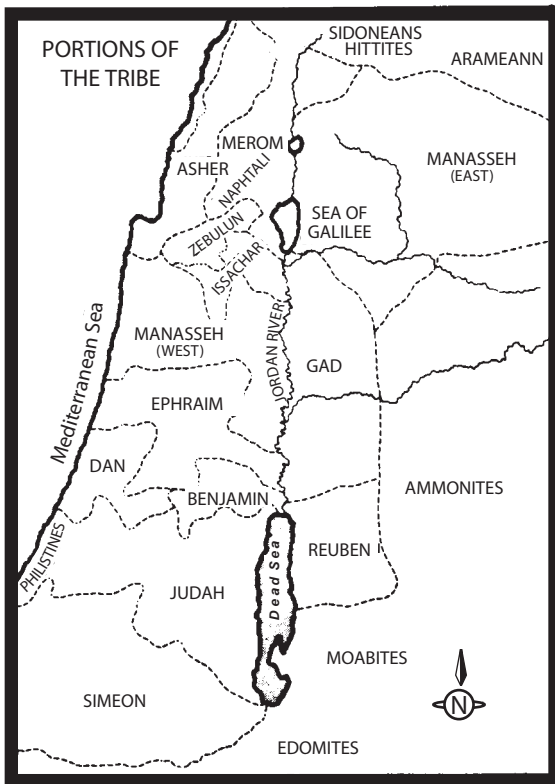 PORTIONS OF
THE TRIBE
SIDONEANS
HITTITES
ARAMEANN
MEROM
ASHER
NAPHTALI
MANASSEH
(EAST)
SEA OF
GALILEE
ZEBULUN
ISSACHAR
MANASSEH
(WEST)
JORDAN RIVER
GAD
Mediterranean Sea
EPHRAIM
DAN
BENJAMIN
AMMONITES
PHILISTINES
REUBEN
Dead Sea
JUDAH
MOABITES
SIMEON
N
EDOMITES